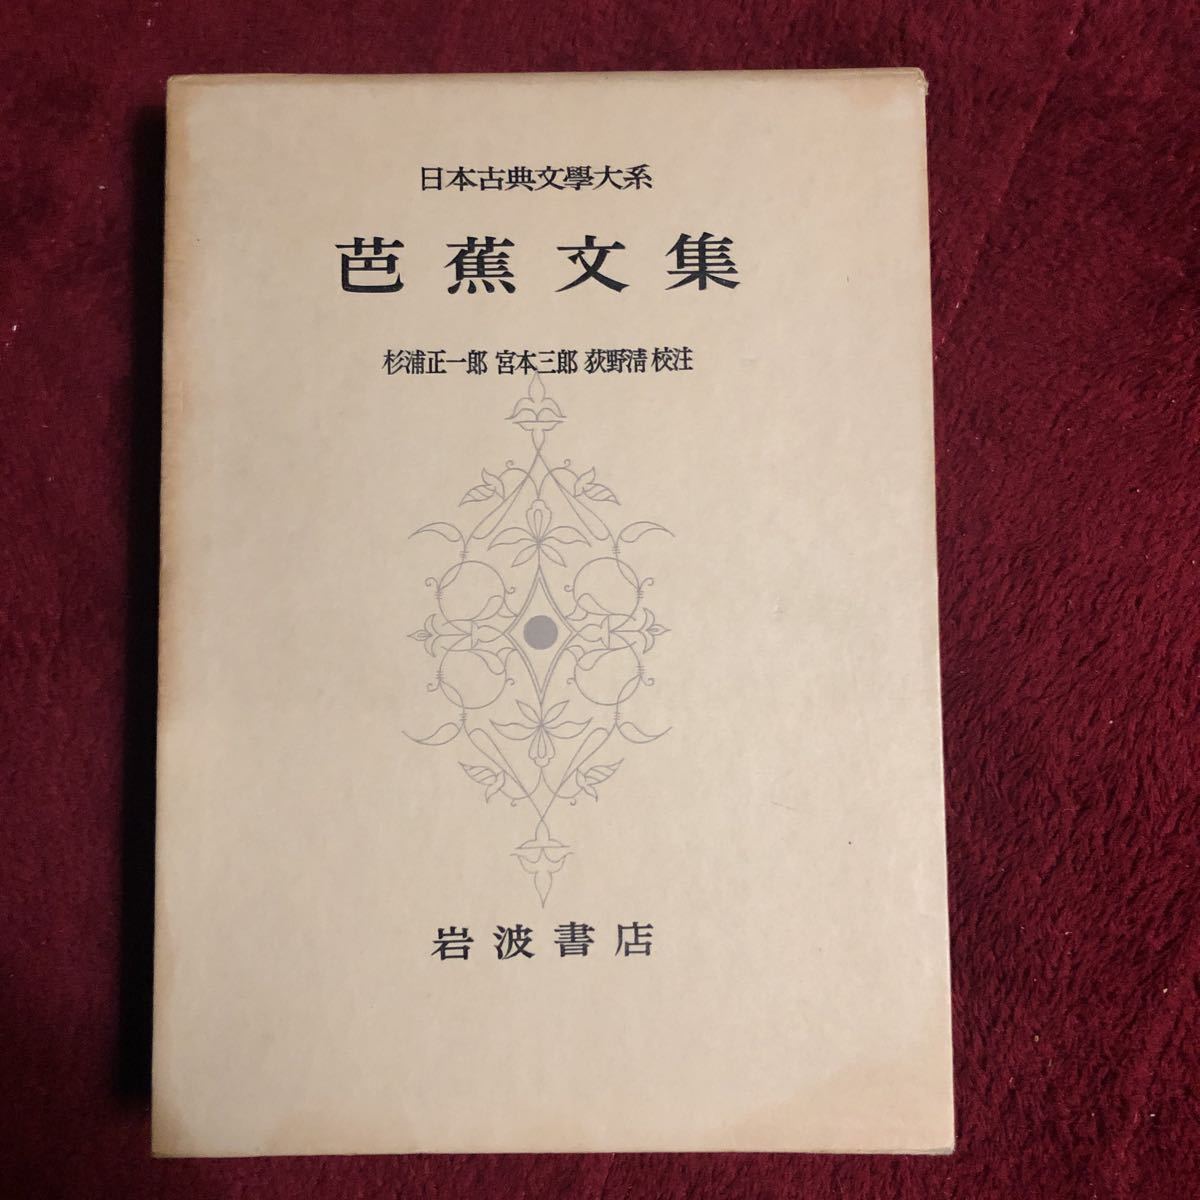 日本古典文學大系
芭蕉文集
杉浦正一郎 宮本三郎 荻野清 校注
岩波書店